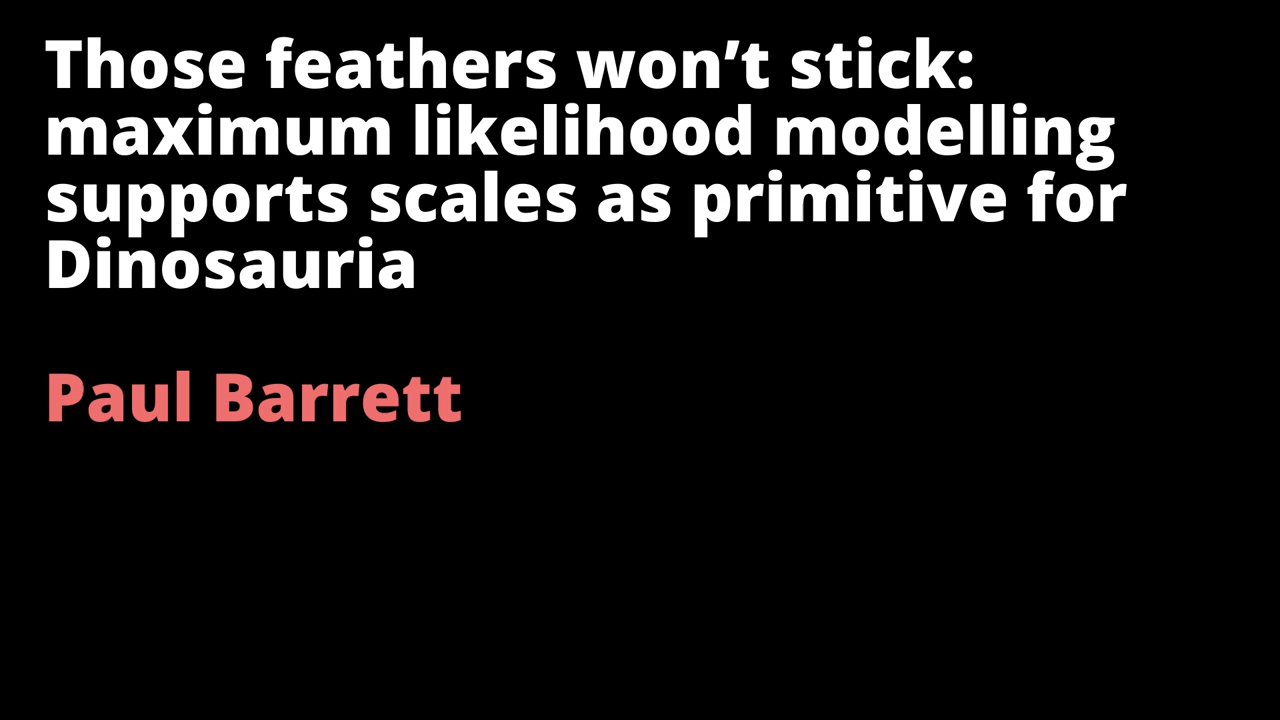 Those feathers won’t stick:
maximum likelihood modelling
supports scales as primitive for
Dinosauria
Paul Barrett